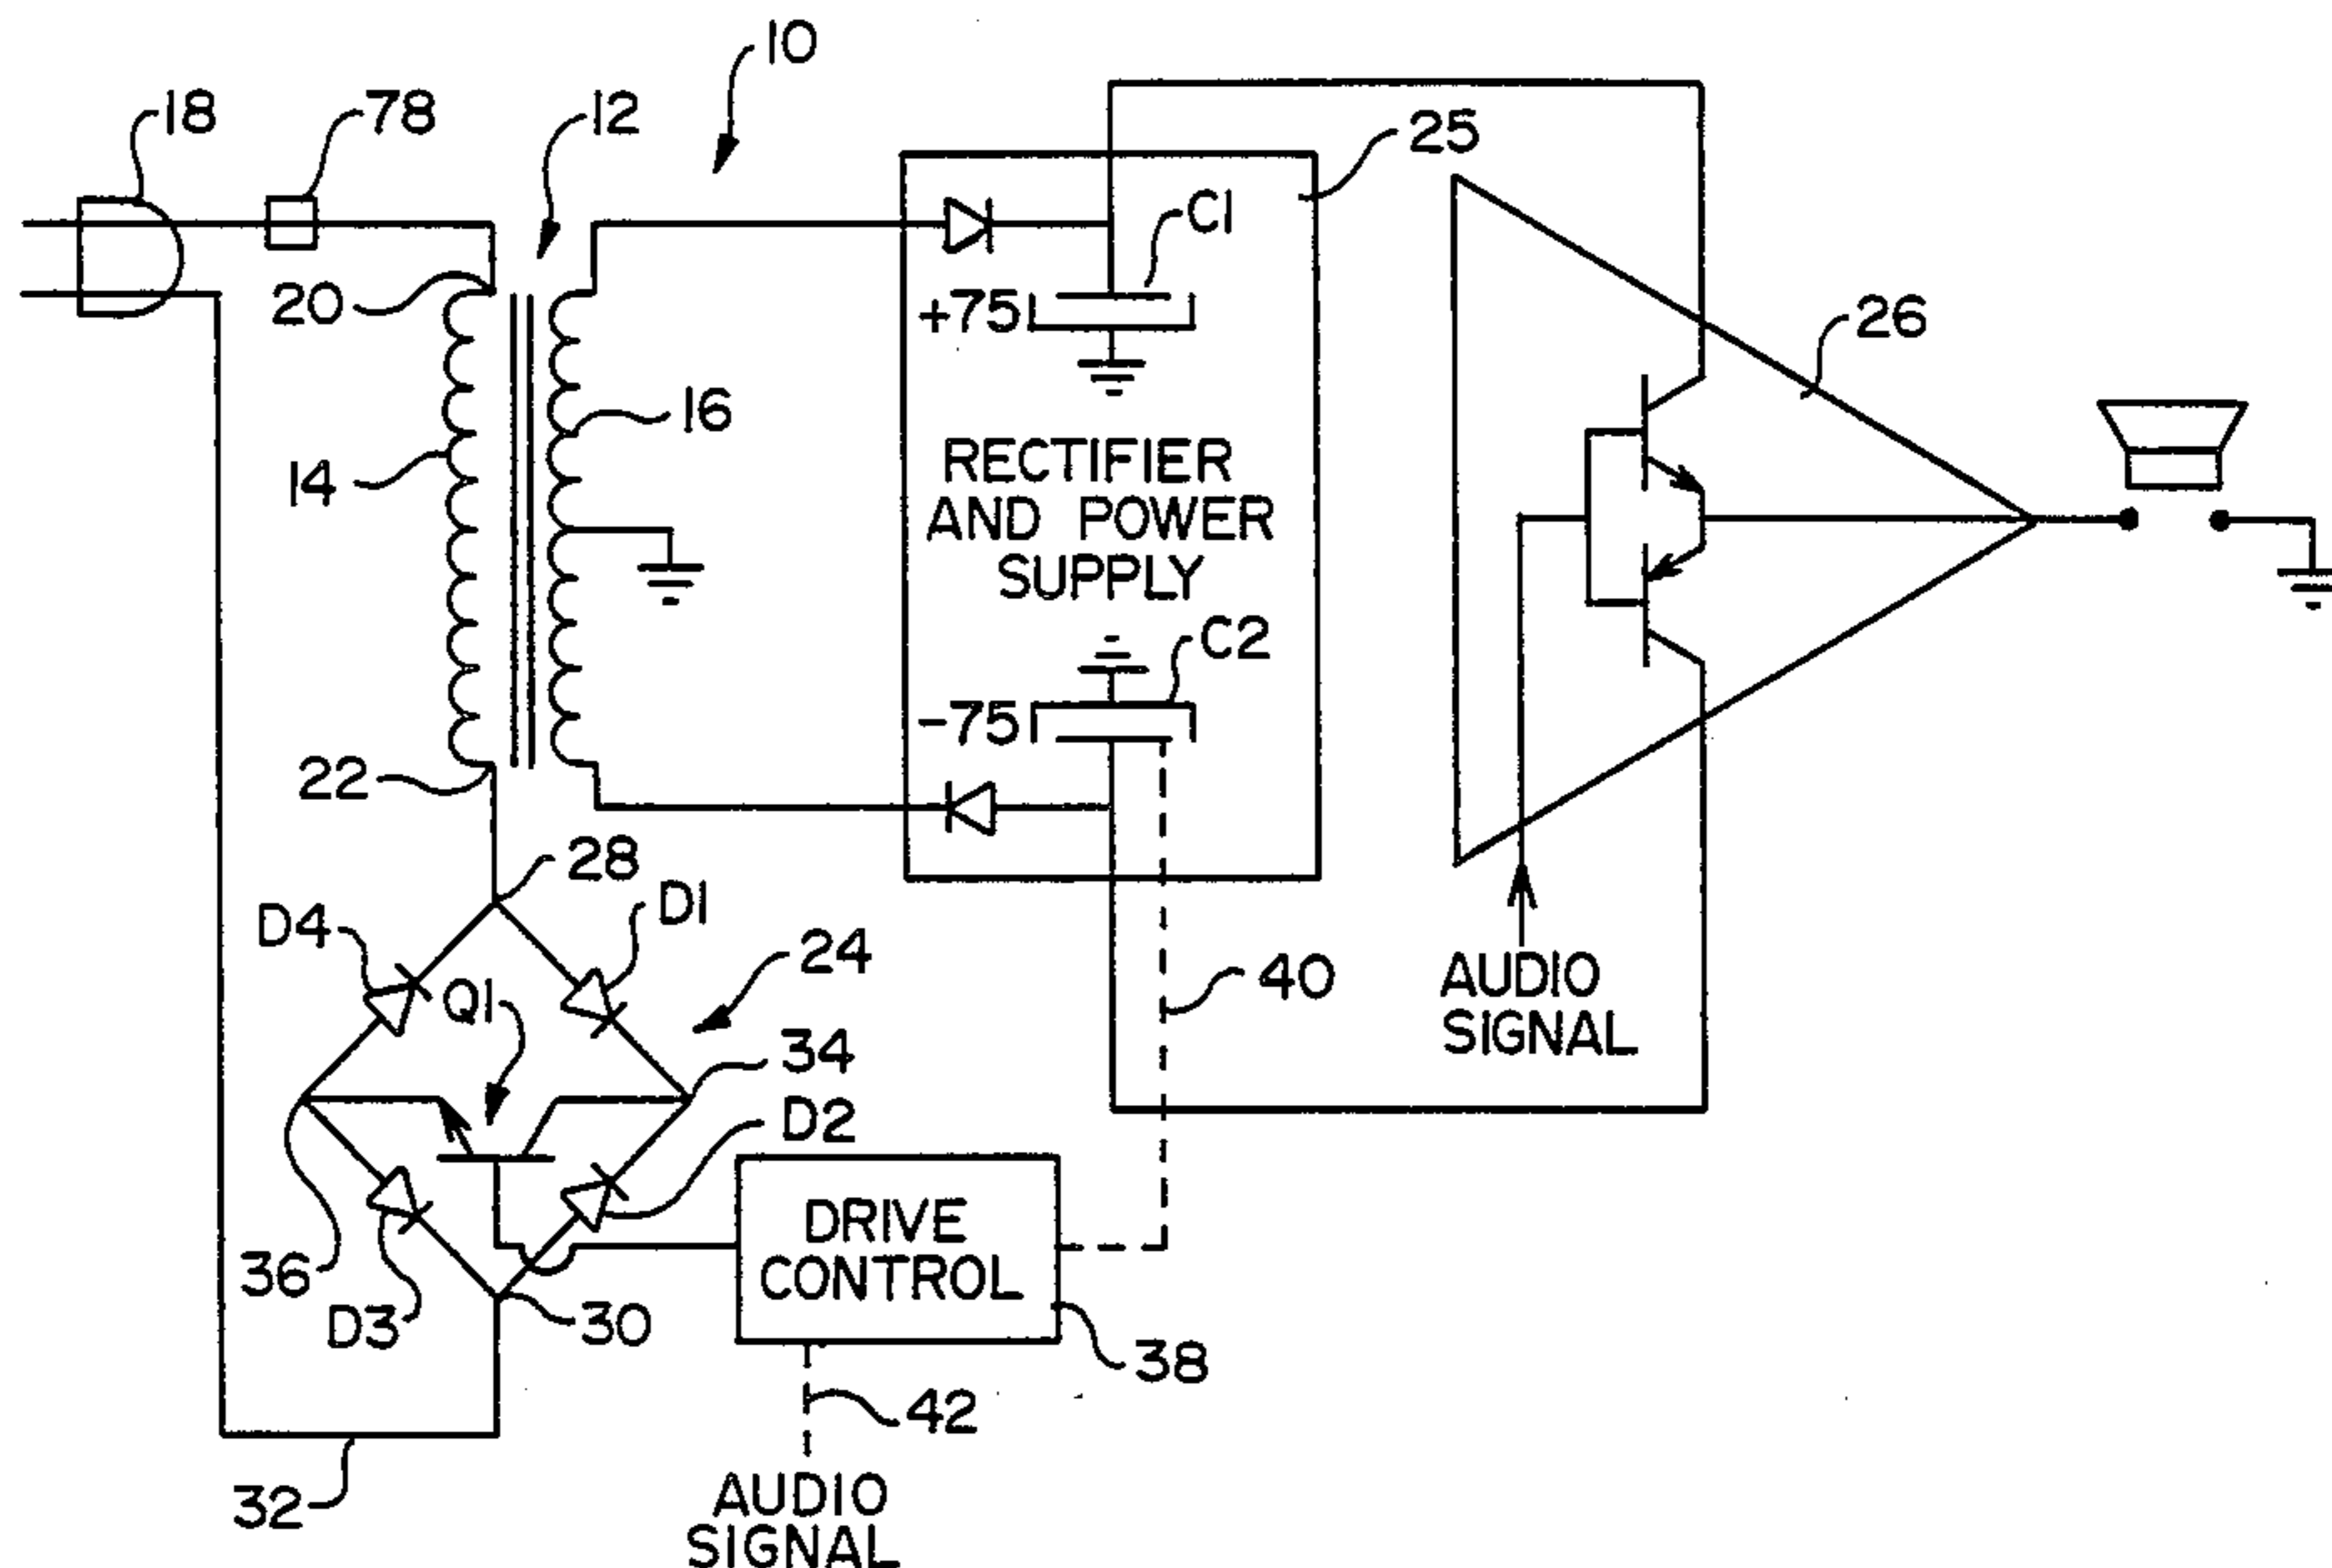 10
18
78
12
25
C1
20
+75
26
16
RECTIFIER
AND POWER
SUPPLY
14
C2
-75
22
28
D4
D1
24
Q1
40
AUDIO
SIGNAL
34
D2
DRIVE
CONTROL
36
D3
30
38
42
32
AUDIO
SIGNAL